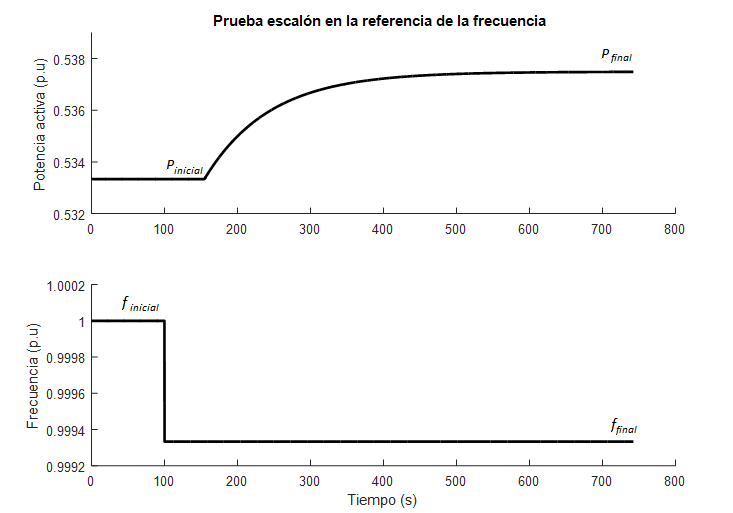 Prueba escalón en la referencia de la frecuencia
Potencia activa (p.u)
0.538
0.536
0.534
0.532
P final
P inicial
0 100 200 300 400 500 600 700 800
Frecuencia (p.u)
1.0002
1
0.9998
0.9996
0.9994
0.9992
f inicial
f final
0 100 200 300 400 500 600 700 800
Tiempo (s)